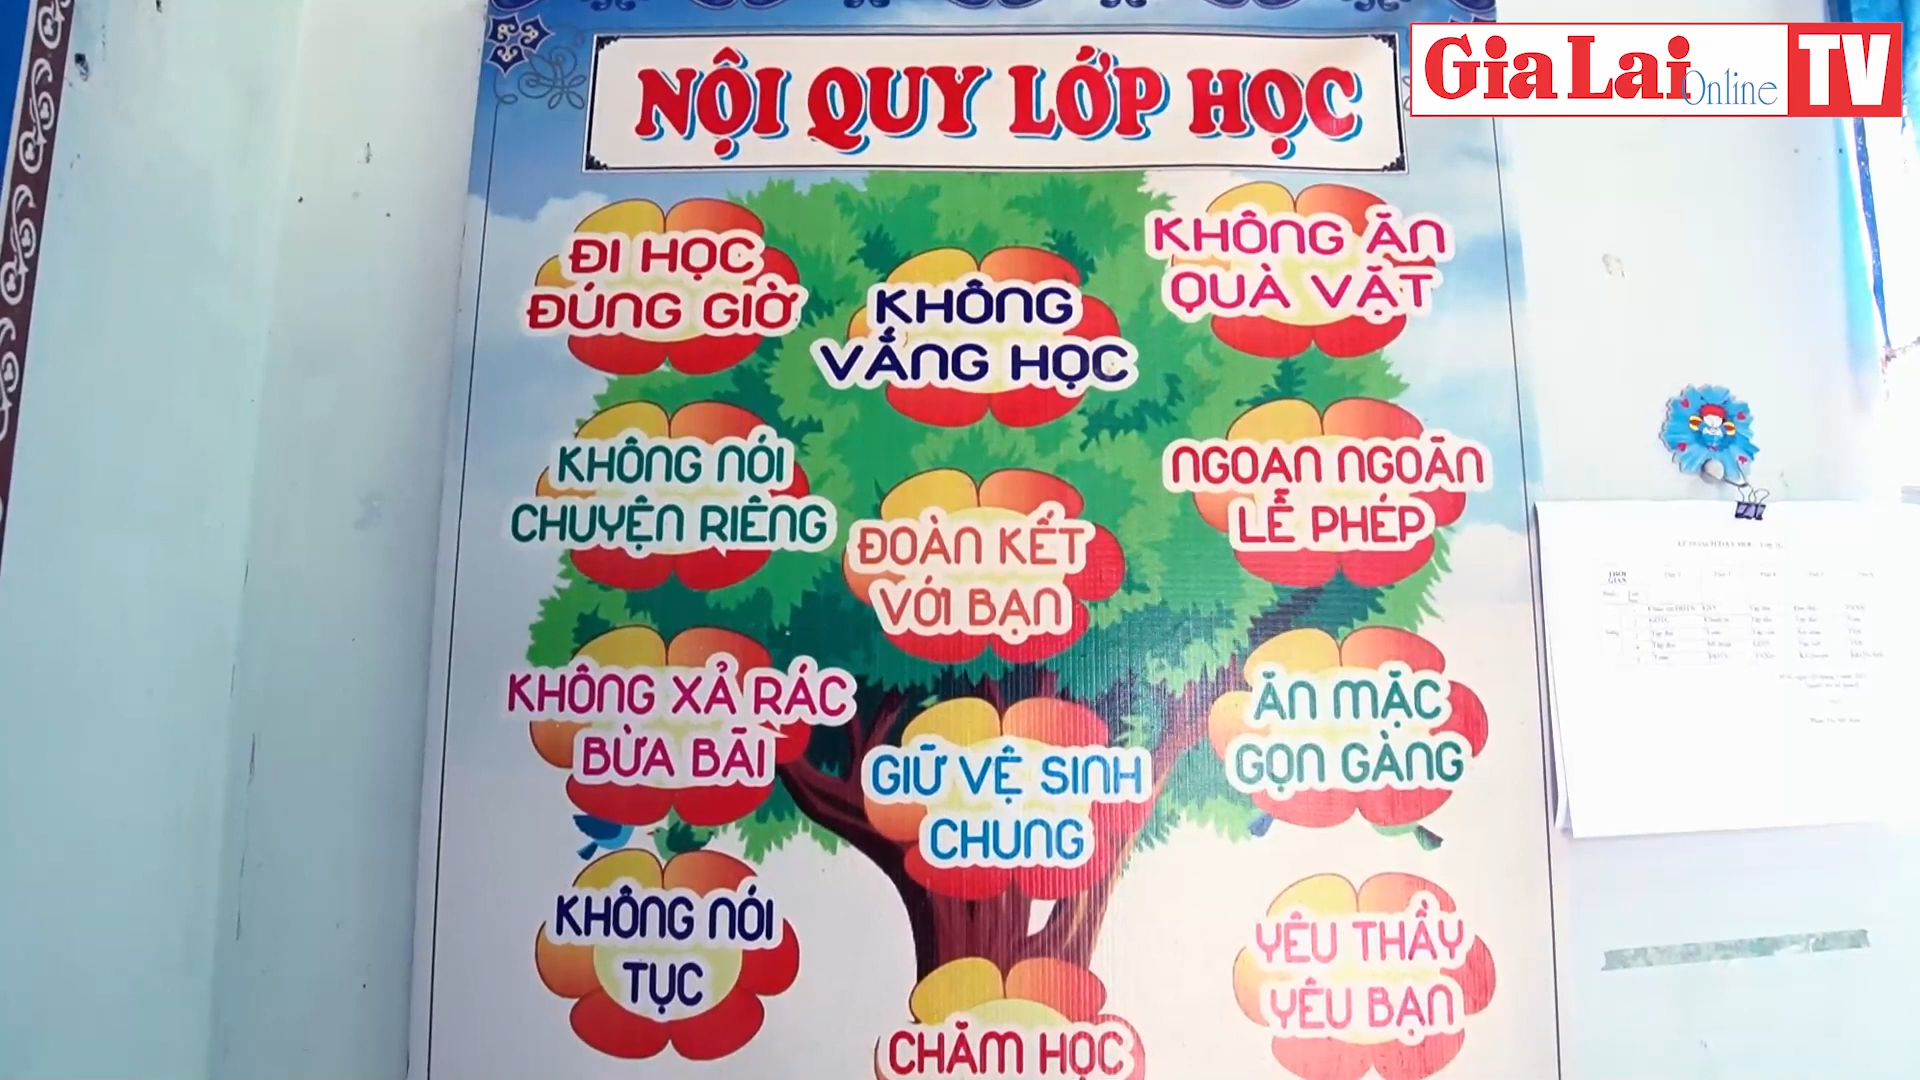 Gia Lai Online TV
NỘI QUY LỚP HỌC
ĐI HỌC
ĐÚNG GIỜ
KHÔNG
VẮNG HỌC
KHÔNG ĂN
QUÀ VẶT
KHÔNG NÓI
CHUYỆN RIÊNG
ĐOÀN KẾT
VỚI BẠN
NGOAN NGOÃN
LỄ PHÉP
KHÔNG XẢ RÁC
BỪA BÃI
GIỮ VỆ SINH
CHUNG
ĂN MẶC
GỌN GÀNG
KHÔNG NÓI
TỤC
CHĂM HỌC
YÊU THẦY
YÊU BẠN